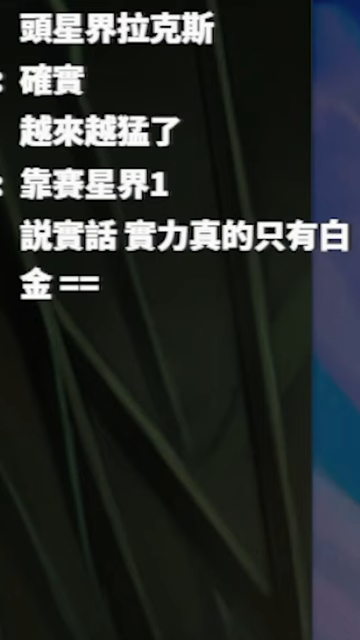 頭星界拉克斯
: 確實
越來越猛了
: 靠賽星界1
説實話 實力真的只有白
金 ==